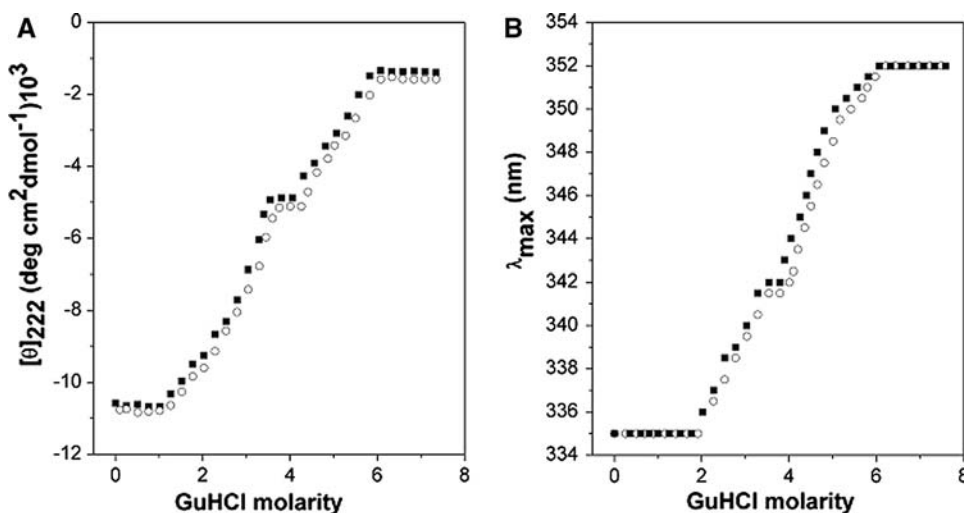 A
[θ]222 (deg cm²dmol⁻¹)10³
0
-2
-4
-6
-8
-10
-12
0 2 4 6 8
GuHCl molarity
B
λmax (nm)
354
352
350
348
346
344
342
340
338
336
334
0 2 4 6 8
GuHCl molarity